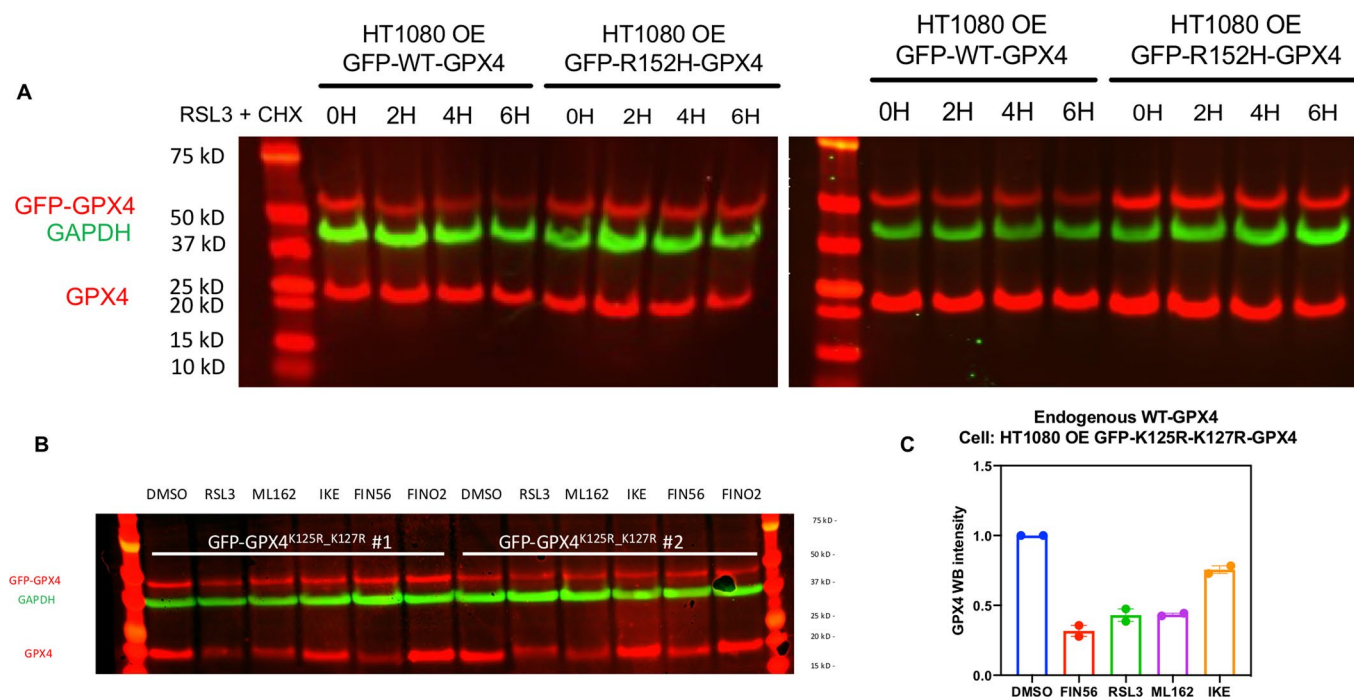 HT1080 OE
GFP-WT-GPX4
HT1080 OE
GFP-R152H-GPX4
HT1080 OE
GFP-WT-GPX4
HT1080 OE
GFP-R152H-GPX4
A
RSL3 + CHX
0H 2H 4H 6H 0H 2H 4H 6H
0H 2H 4H 6H 0H 2H 4H 6H
75 kD
GFP-GPX4
50 kD
GAPDH
37 kD
25 kD
GPX4
20 kD
15 kD
10 kD
B
DMSO RSL3 ML162 IKE FIN56 FINO2 DMSO RSL3 ML162 IKE FIN56 FINO2
GFP-GPX4K125R_K127R #1
GFP-GPX4K125R_K127R #2
GFP-GPX4
GAPDH
GPX4
75 kD -
50 kD -
37 kD -
25 kD -
20 kD -
15 kD -
C
Endogenous WT-GPX4
Cell: HT1080 OE GFP-K125R-K127R-GPX4
GPX4 WB intensity
1.5
1.0
0.5
0.0
DMSO FIN56 RSL3 ML162 IKE